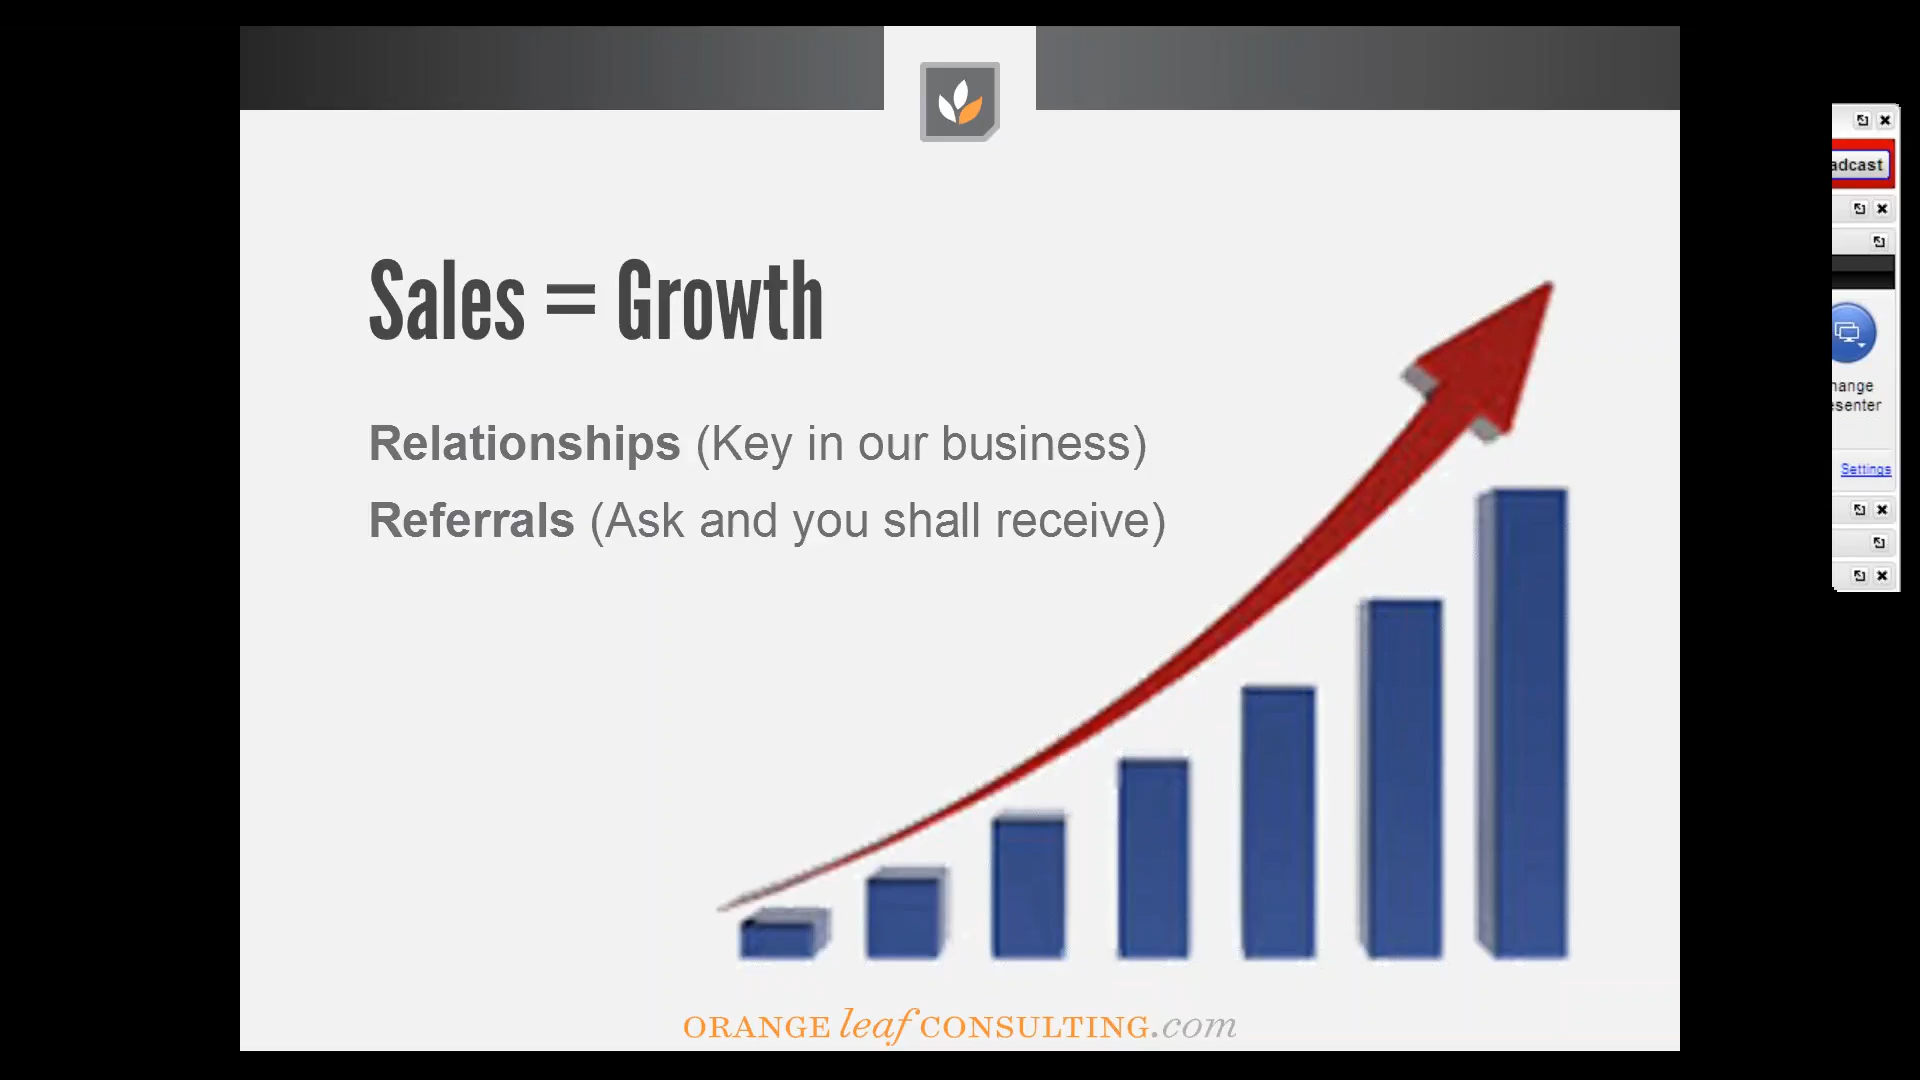 Sales = Growth
Relationships (Key in our business)
Referrals (Ask and you shall receive)
ORANGE leaf CONSULTING.com
adcast
hange
esenter
Settings